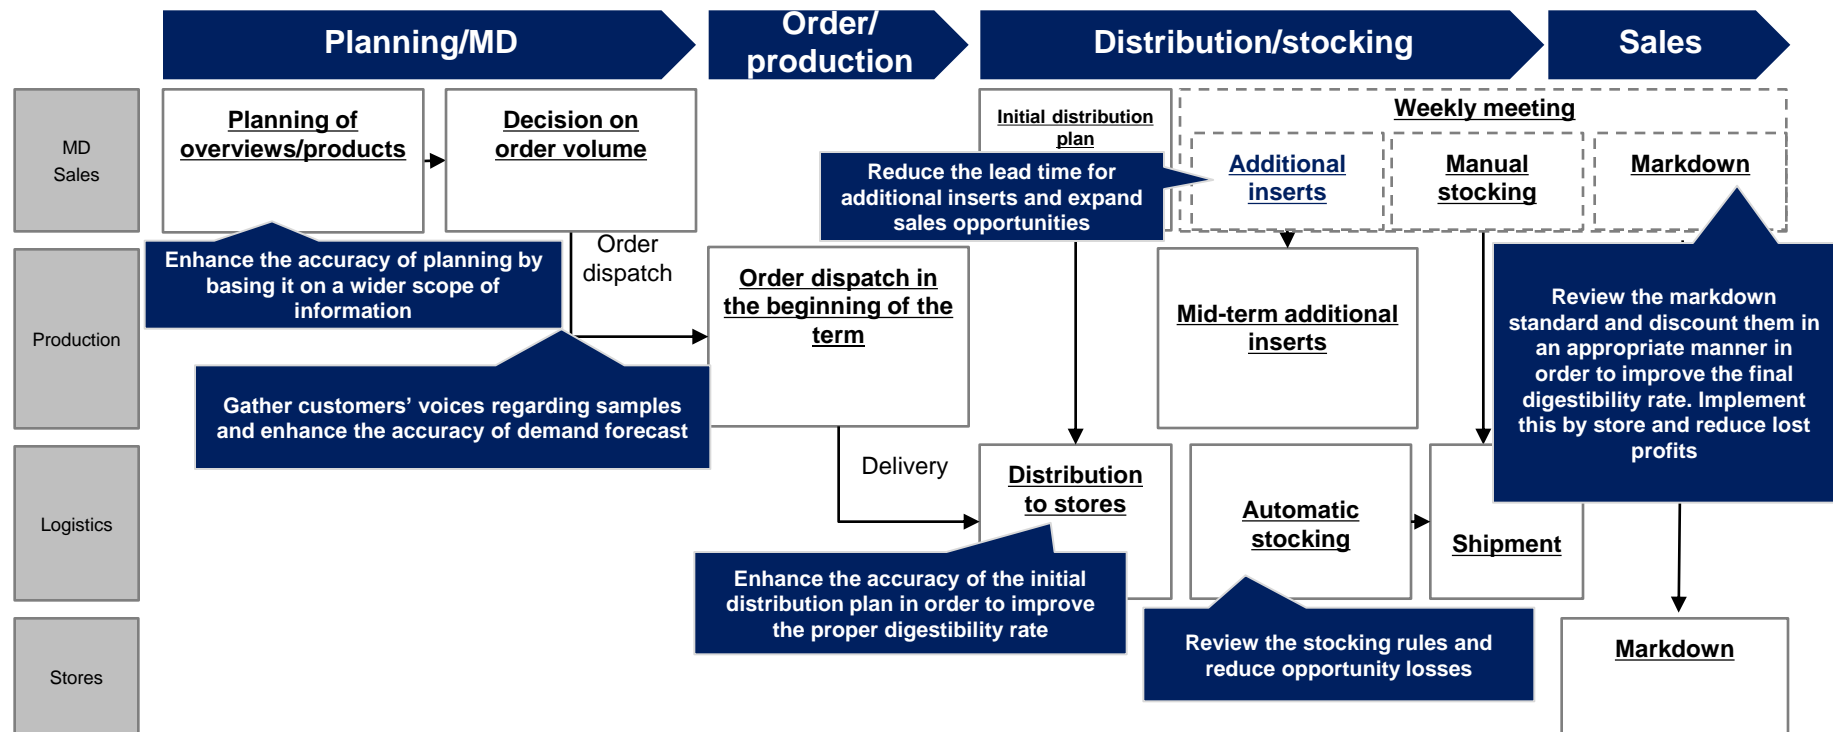 Planning/MD
Order/
production
Distribution/stocking
Sales
MD
Sales
Planning of
overviews/products
Decision on
order volume
Initial distribution
plan
Weekly meeting
Additional
inserts
Manual
stocking
Markdown
Reduce the lead time for
additional inserts and expand
sales opportunities
Enhance the accuracy of planning by
basing it on a wider scope of
information
Order
dispatch
Production
Order dispatch in
the beginning of the
term
Mid-term additional
inserts
Review the markdown
standard and discount them in
an appropriate manner in
order to improve the final
digestibility rate. Implement
this by store and reduce lost
profits
Gather customers’ voices regarding samples
and enhance the accuracy of demand forecast
Delivery
Logistics
Distribution
to stores
Automatic
stocking
Shipment
Enhance the accuracy of the initial
distribution plan in order to improve
the proper digestibility rate
Review the stocking rules and
reduce opportunity losses
Stores
Markdown